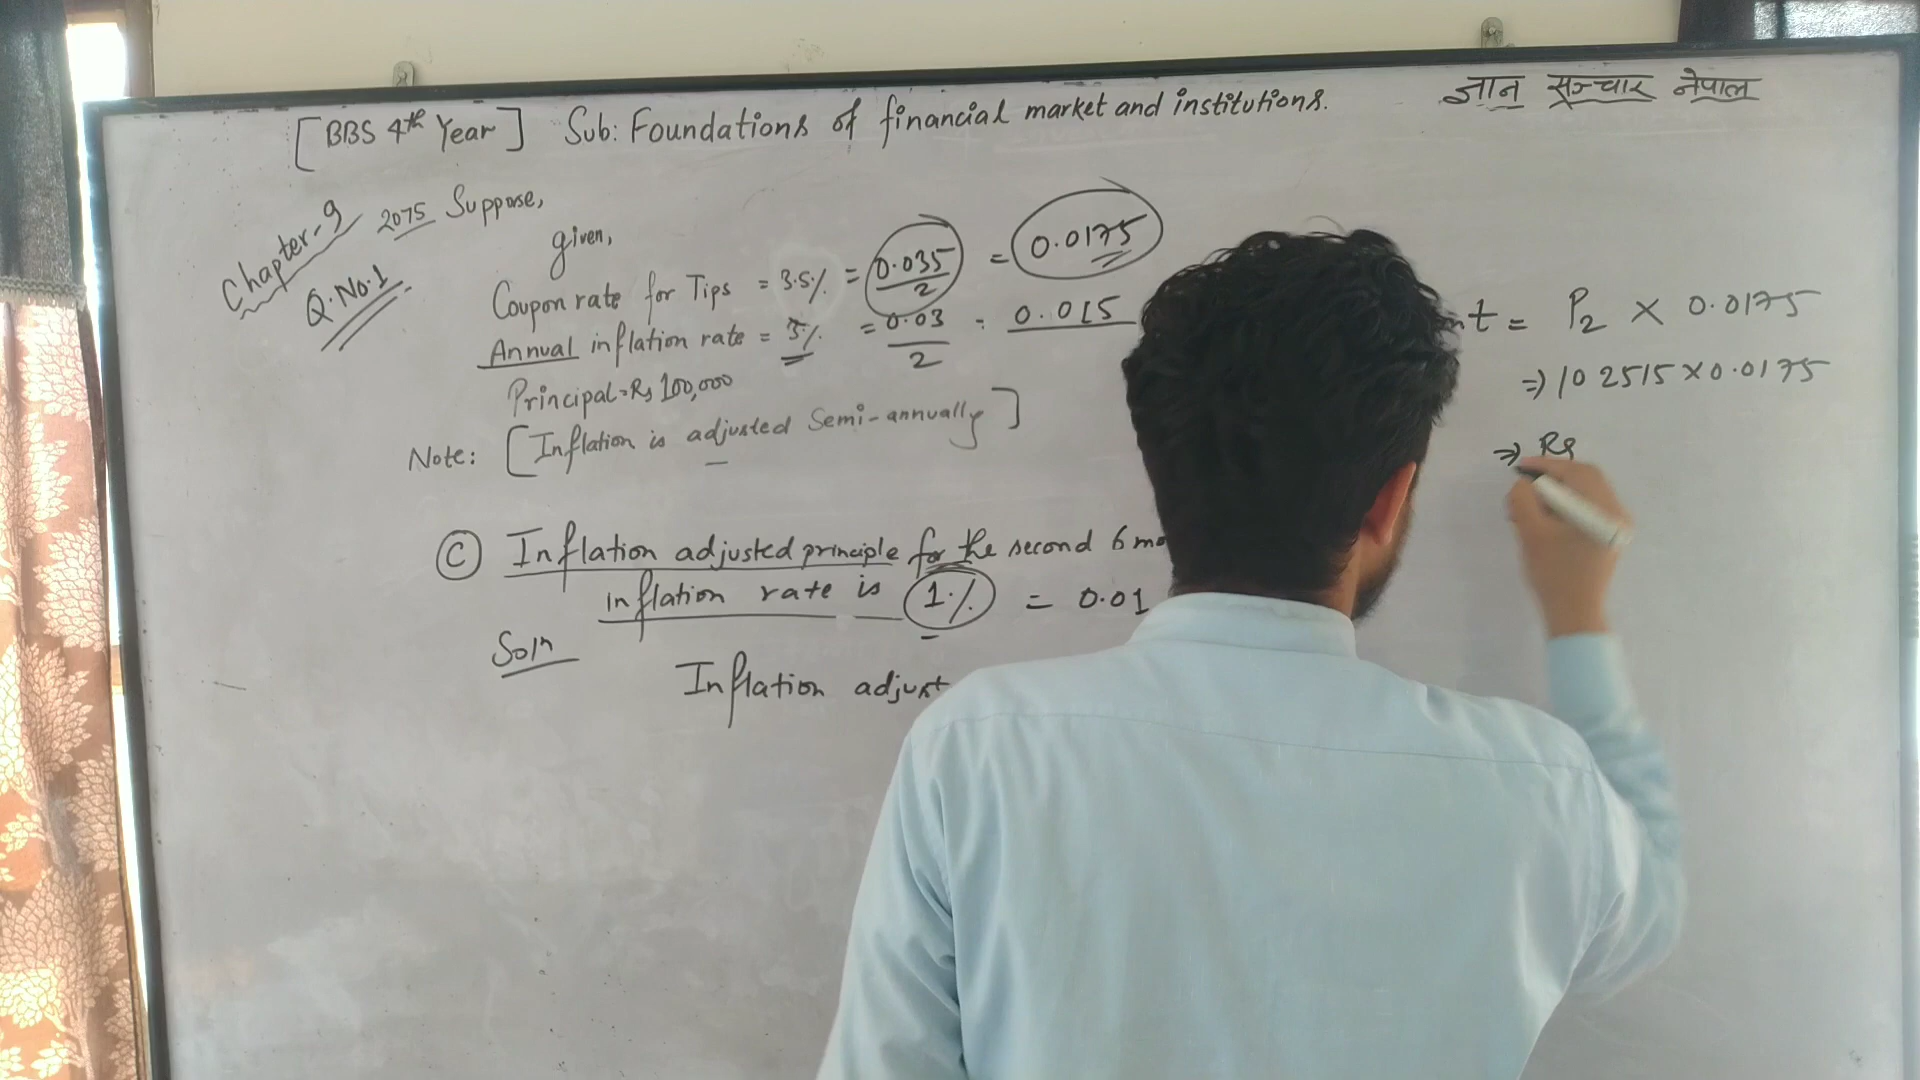 [BBS 4th Year] Sub: Foundations of financial market and institutions.
ज्ञान सञ्चार नेपाल
Chapter-9
Q.No.1
2075 Suppose,
given,
Coupon rate for Tips = 3.5% = 0.035/2 = 0.0175
Annual inflation rate = 3% = 0.03/2 = 0.015
Principal = Rs 100,000
Note: [Inflation is adjusted Semi-annually]
t = P2 × 0.0175
⇒ 102515 × 0.0175
⇒ Rs
(C) Inflation adjusted principle for the second 6
inflation rate is 1% = 0.01
Soln
Inflation adjust